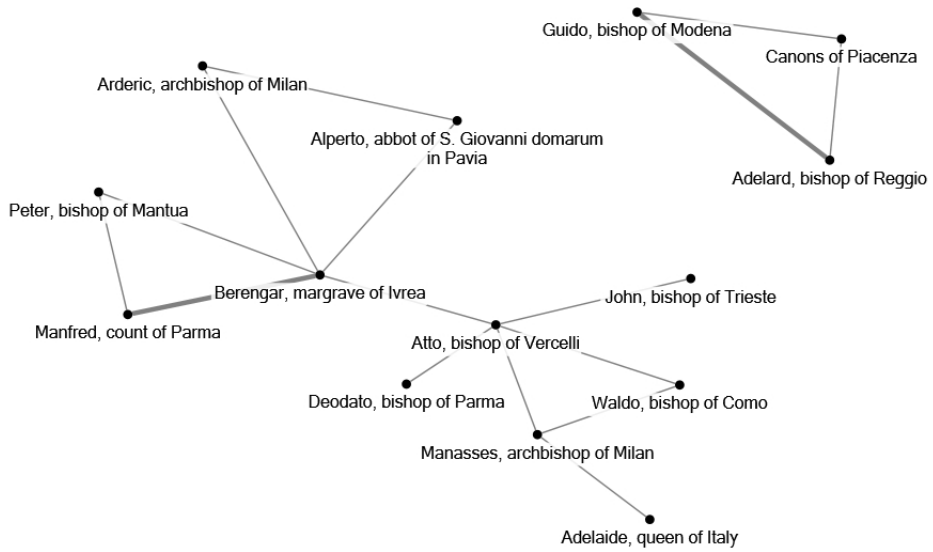 Guido, bishop of Modena
Canons of Piacenza
Arderic, archbishop of Milan
Alperto, abbot of S. Giovanni domarum
in Pavia
Adelard, bishop of Reggio
Peter, bishop of Mantua
Berengar, margrave of Ivrea
John, bishop of Trieste
Manfred, count of Parma
Atto, bishop of Vercelli
Deodato, bishop of Parma
Waldo, bishop of Como
Manasses, archbishop of Milan
Adelaide, queen of Italy